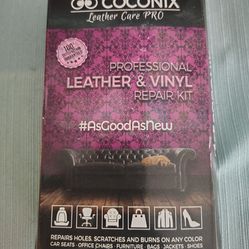 COCONIX
Leather Care PRO
100
PROFESSIONAL
LEATHER & VINYL
REPAIR KIT
#AsGoodAsNew
REPAIRS HOLES, SCRATCHES AND BURNS ON ANY COLOR
CAR SEATS · OFFICE CHAIRS · FURNITURE · BAGS · JACKETS · SHOES